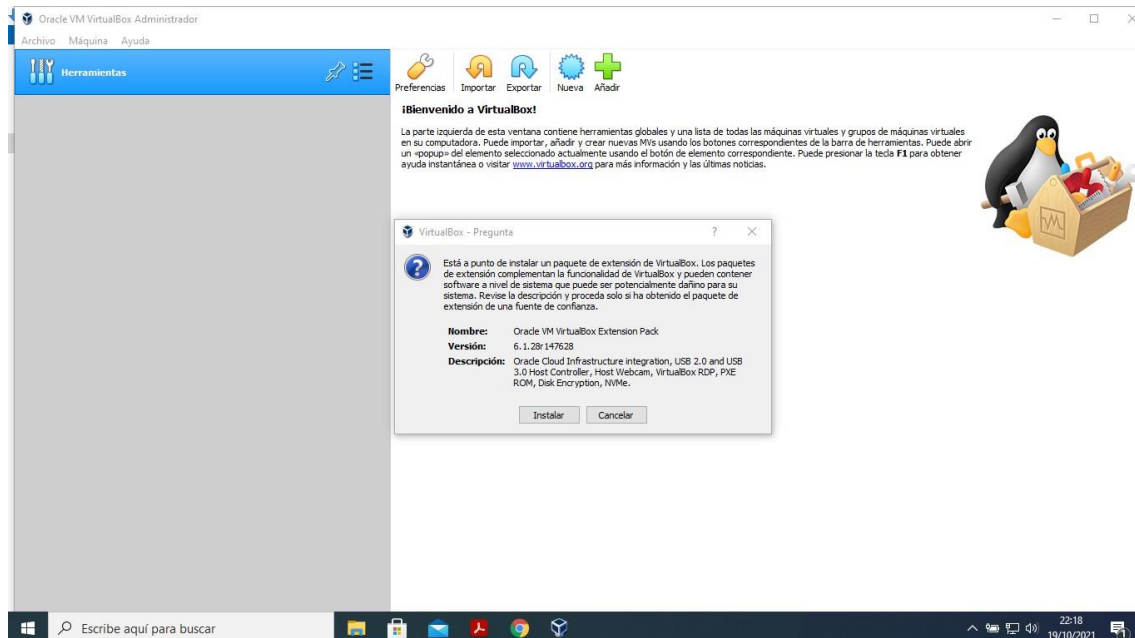 Oracle VM VirtualBox Administrador
Archivo Máquina Ayuda
Herramientas
Preferencias Importar Exportar Nueva Añadir
¡Bienvenido a VirtualBox!
La parte izquierda de esta ventana contiene herramientas globales y una lista de todas las máquinas virtuales y grupos de máquinas virtuales
en su computadora. Puede importar, añadir y crear nuevas MVs usando los botones correspondientes de la barra de herramientas. Puede abrir
un «popup» del elemento seleccionado actualmente usando el botón de elemento correspondiente. Puede presionar la tecla F1 para obtener
ayuda instantánea o visitar www.virtualbox.org para más información y las últimas noticias.
VirtualBox - Pregunta
Está a punto de instalar un paquete de extensión de VirtualBox. Los paquetes
de extensión complementan la funcionalidad de VirtualBox y pueden contener
software a nivel de sistema que puede ser potencialmente dañino para su
sistema. Revise la descripción y proceda solo si ha obtenido el paquete de
extensión de una fuente de confianza.
Nombre: Oracle VM VirtualBox Extension Pack
Versión: 6.1.28r147628
Descripción: Oracle Cloud Infrastructure integration, USB 2.0 and USB
3.0 Host Controller, Host Webcam, VirtualBox RDP, PXE
ROM, Disk Encryption, NVMe.
Instalar Cancelar
Escribe aquí para buscar
22:18
19/10/2021